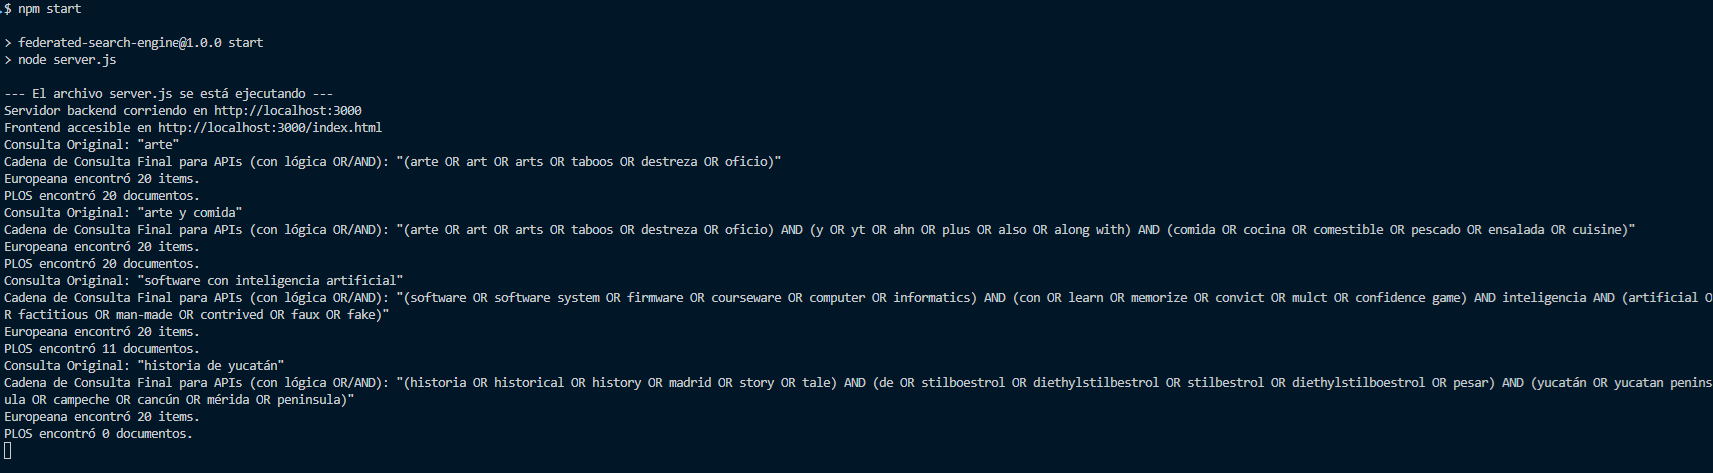 $ npm start
> federated-search-engine@1.0.0 start
> node server.js
--- El archivo server.js se está ejecutando ---
Servidor backend corriendo en http://localhost:3000
Frontend accesible en http://localhost:3000/index.html
Consulta Original: "arte"
Cadena de Consulta Final para APIs (con lógica OR/AND): "(arte OR art OR arts OR taboos OR destreza OR oficio)"
Europeana encontró 20 items.
PLOS encontró 20 documentos.
Consulta Original: "arte y comida"
Cadena de Consulta Final para APIs (con lógica OR/AND): "(arte OR art OR arts OR taboos OR destreza OR oficio) AND (y OR yt OR ahn OR plus OR also OR along with) AND (comida OR cocina OR comestible OR pescado OR ensalada OR cuisine)"
Europeana encontró 20 items.
PLOS encontró 20 documentos.
Consulta Original: "software con inteligencia artificial"
Cadena de Consulta Final para APIs (con lógica OR/AND): "(software OR software system OR firmware OR courseware OR computer OR informatics) AND (con OR learn OR memorize OR convict OR mulct OR confidence game) AND inteligencia AND (artificial O
R factitious OR man-made OR contrived OR faux OR fake)"
Europeana encontró 20 items.
PLOS encontró 11 documentos.
Consulta Original: "historia de yucatán"
Cadena de Consulta Final para APIs (con lógica OR/AND): "(historia OR historical OR history OR madrid OR story OR tale) AND (de OR stilboestrol OR diethylstilbestrol OR stilbestrol OR diethylstilboestrol OR pesar) AND (yucatán OR yucatan penins
ula OR campeche OR cancún OR mérida OR peninsula)"
Europeana encontró 20 items.
PLOS encontró 0 documentos.